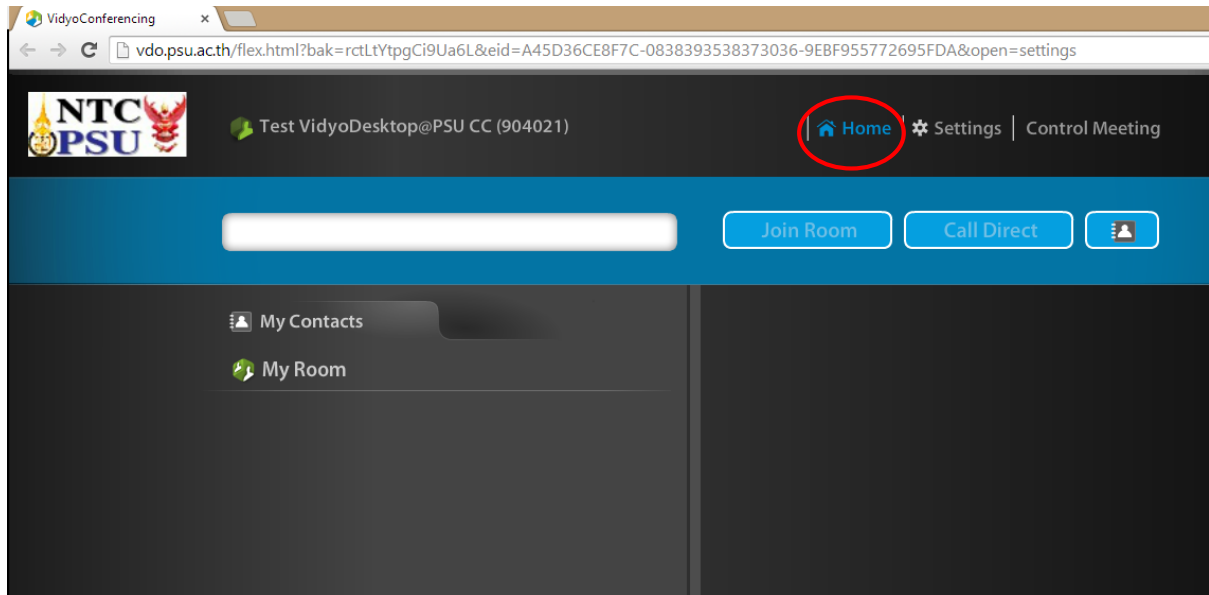 VidyoConferencing ×
vdo.psu.ac.th/flex.html?bak=rctLtYtpgCi9Ua6L&eid=A45D36CE8F7C-0838393538373036-9EBF955772695FDA&open=settings
NTC
PSU
Test VidyoDesktop@PSU CC (904021)
Home | Settings | Control Meeting
Join Room Call Direct
My Contacts
My Room